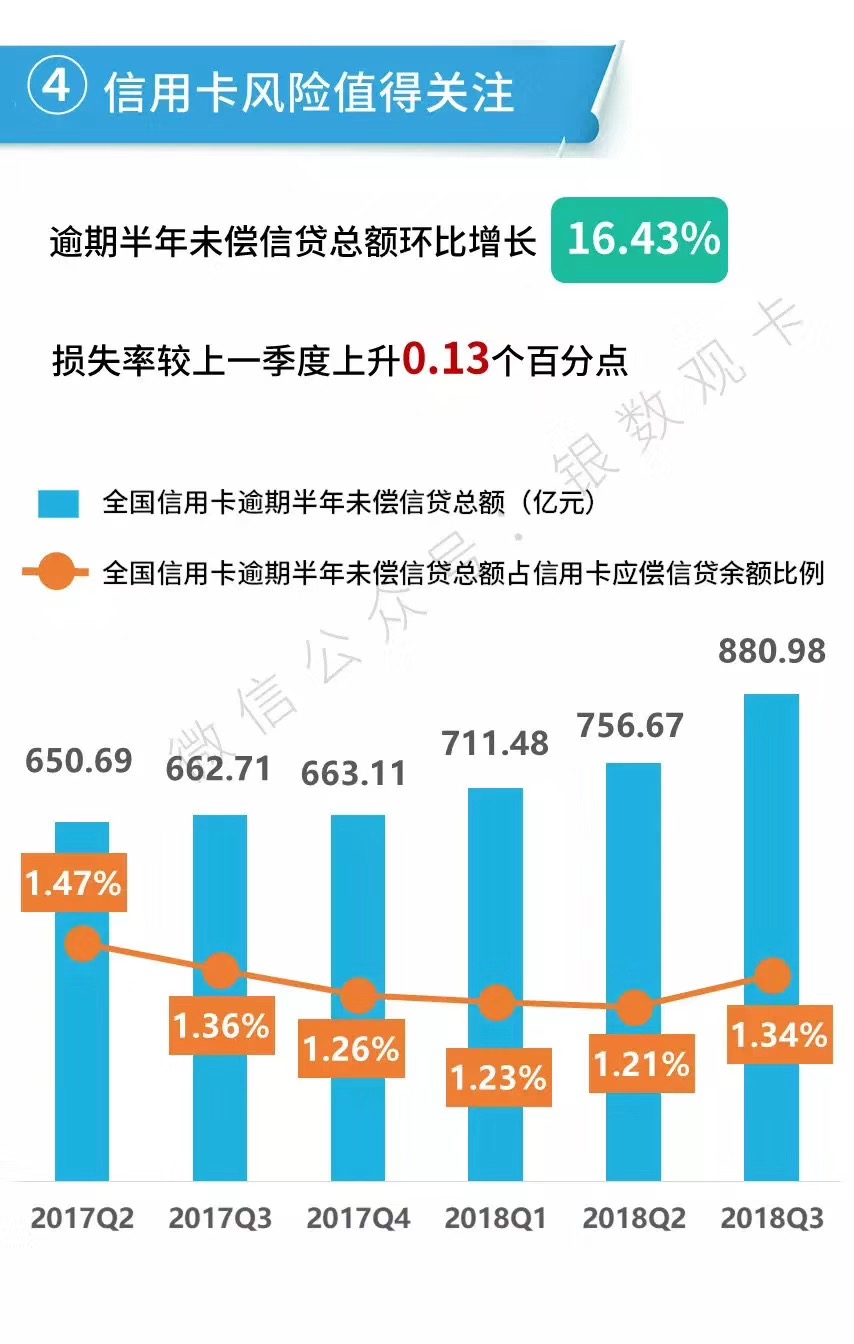 ④ 信用卡风险值得关注
逾期半年未偿信贷总额环比增长 16.43%
损失率较上一季度上升0.13个百分点
全国信用卡逾期半年未偿信贷总额（亿元）
全国信用卡逾期半年未偿信贷总额占信用卡应偿信贷余额比例
微信公众号：银数观卡
650.69 662.71 663.11 711.48 756.67 880.98
1.47% 1.36% 1.26% 1.23% 1.21% 1.34%
2017Q2 2017Q3 2017Q4 2018Q1 2018Q2 2018Q3